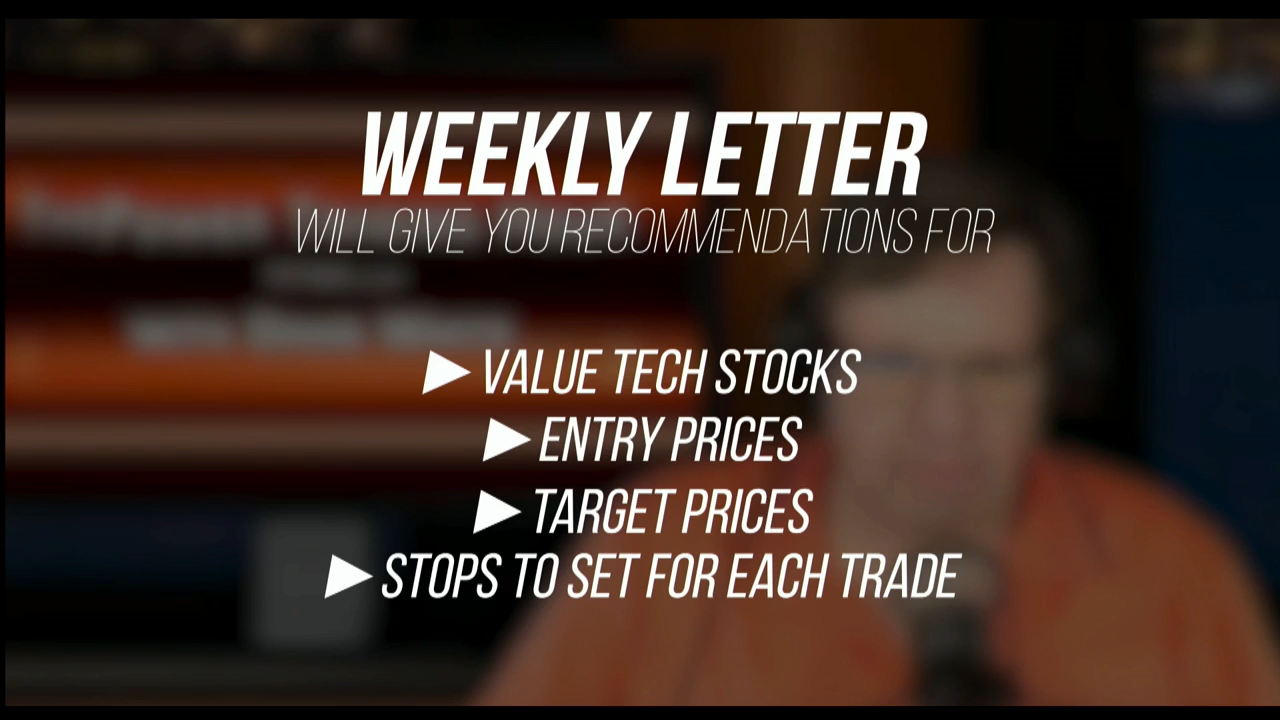 WEEKLY LETTER
WILL GIVE YOU RECOMMENDATIONS FOR
▶ VALUE TECH STOCKS
▶ ENTRY PRICES
▶ TARGET PRICES
▶ STOPS TO SET FOR EACH TRADE